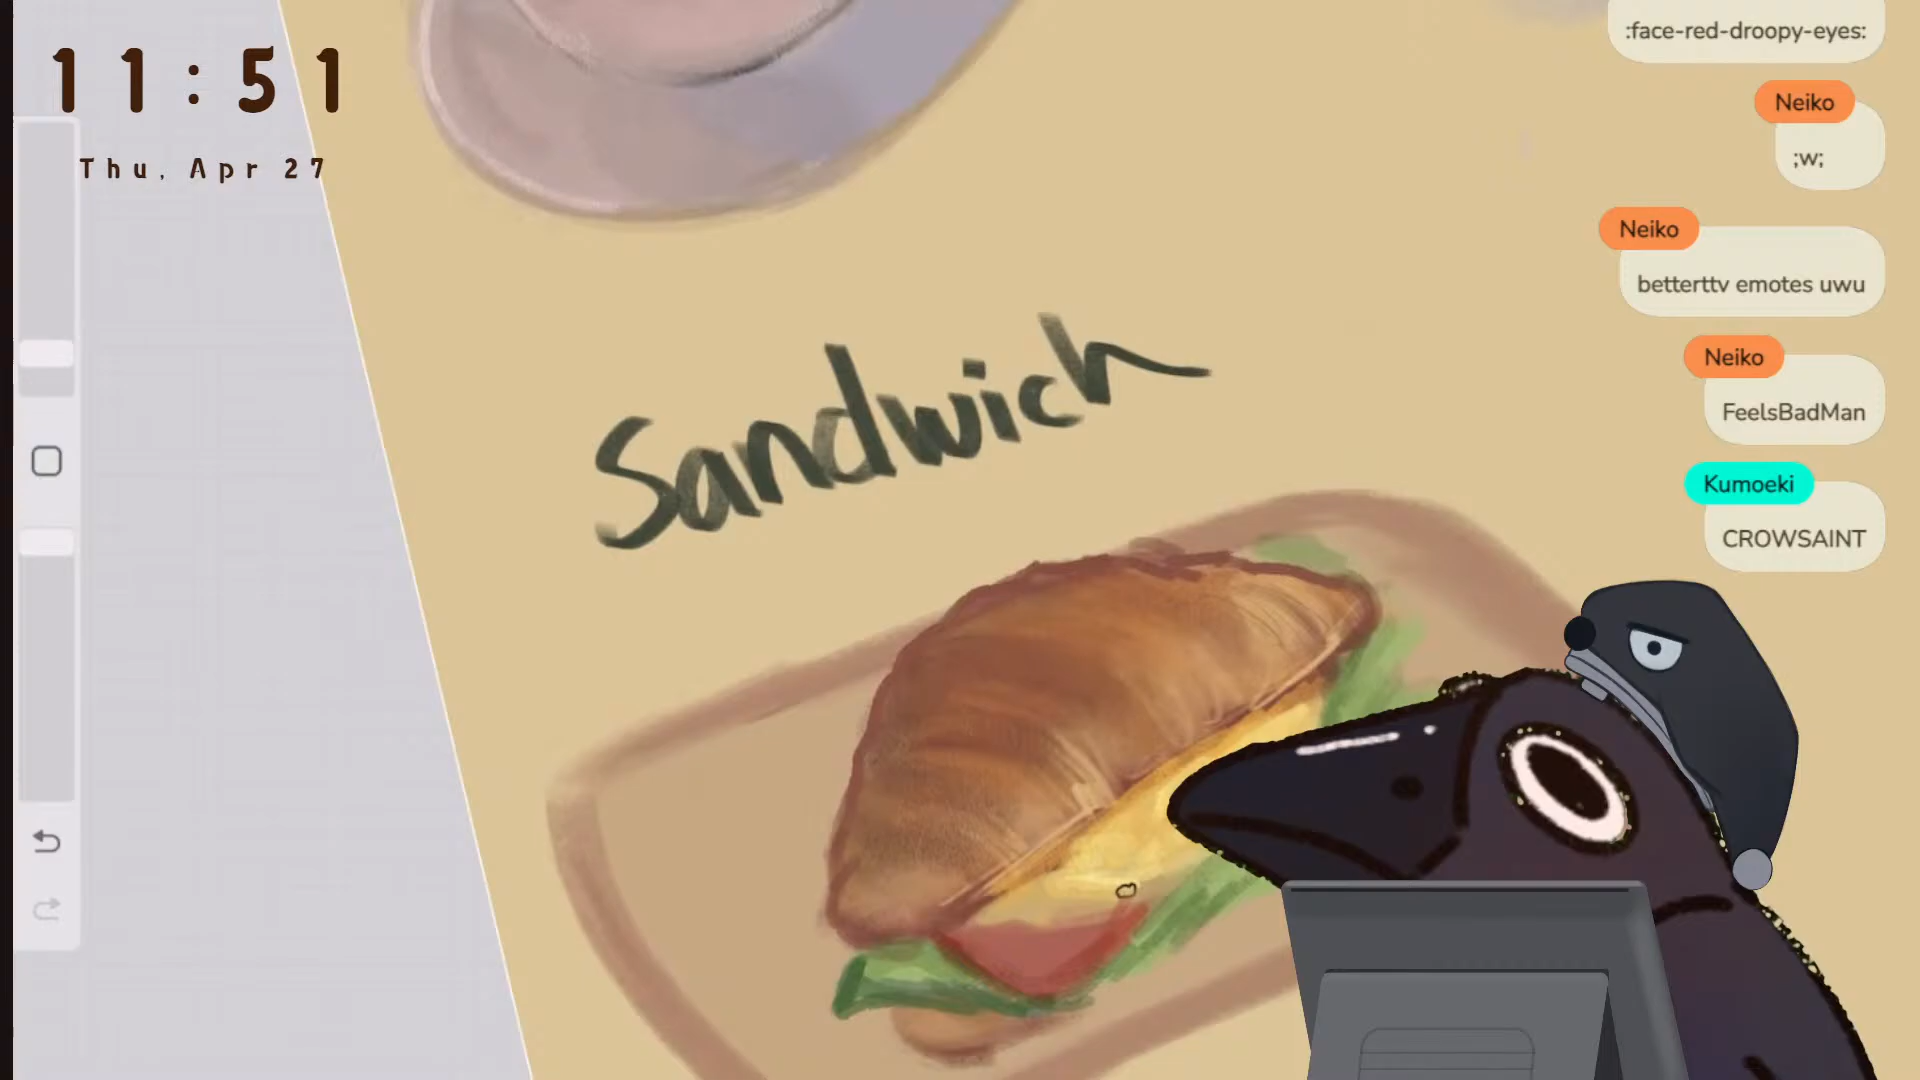 11:51
Thu, Apr 27
:face-red-droopy-eyes:
Neiko
;w;
Neiko
betterttv emotes uwu
Neiko
FeelsBadMan
Kumoeki
CROWSAINT
Sandwich